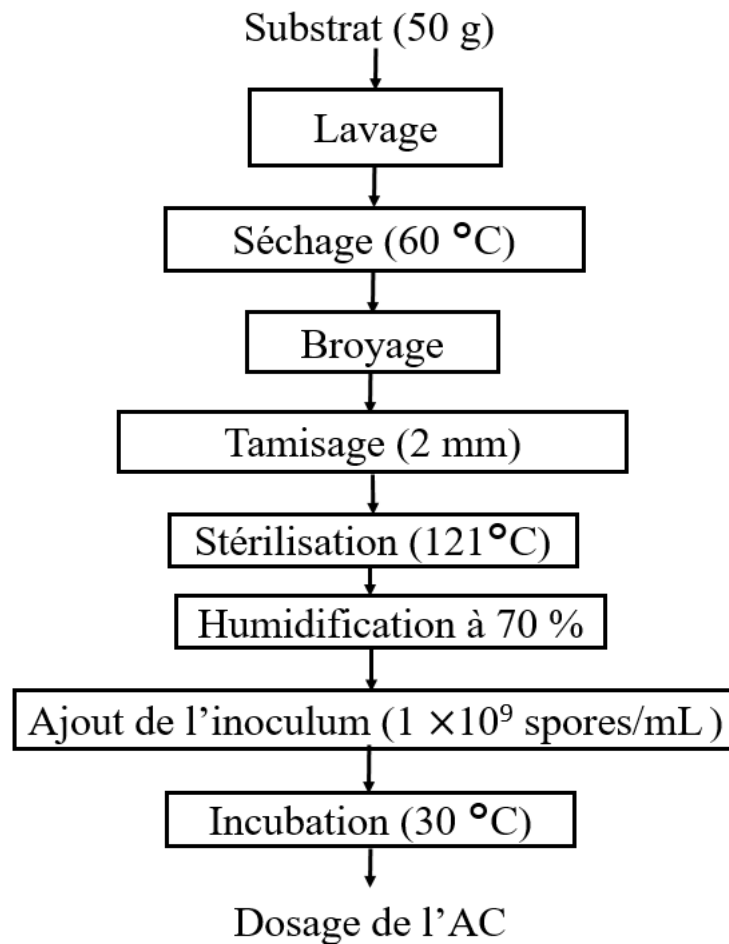 Substrat (50 g)
Lavage
Séchage (60 °C)
Broyage
Tamisage (2 mm)
Stérilisation (121°C)
Humidification à 70 %
Ajout de l’inoculum (1 ×10⁹ spores/mL )
Incubation (30 °C)
Dosage de l’AC